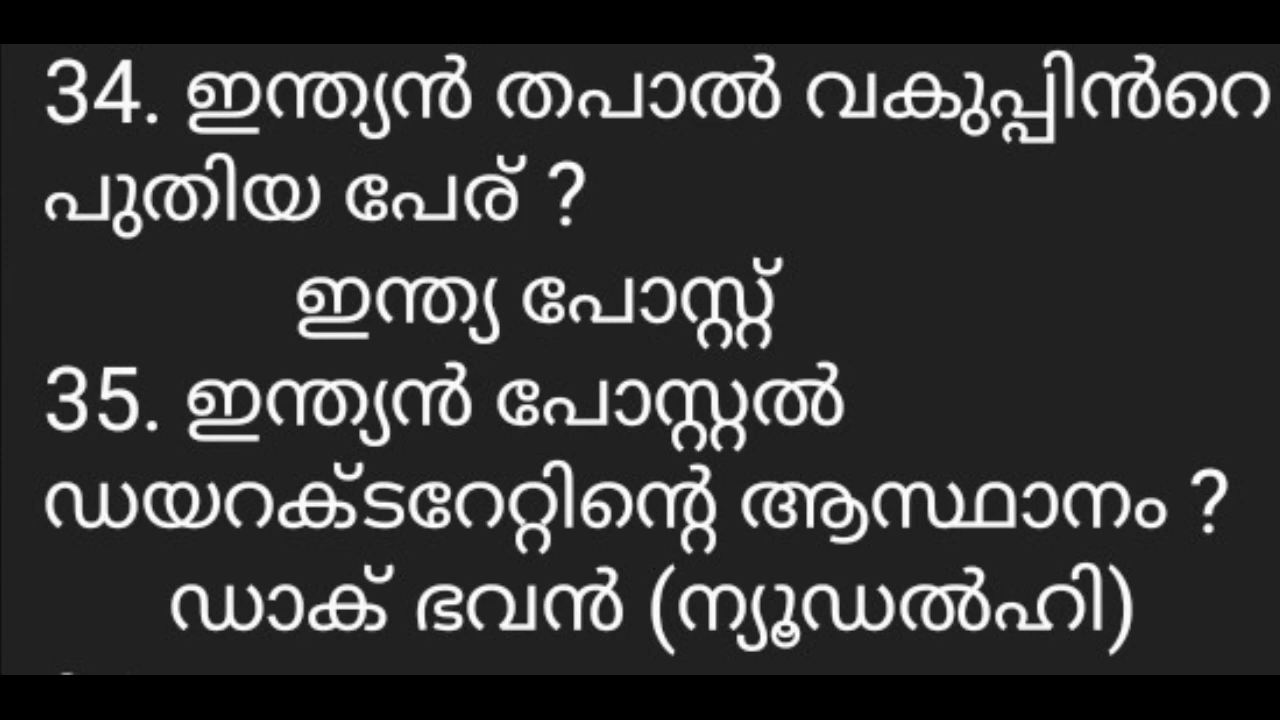 34. ഇന്ത്യൻ തപാൽ വകുപ്പിൻറെ
പുതിയ പേര് ?
ഇന്ത്യ പോസ്റ്റ്
35. ഇന്ത്യൻ പോസ്റ്റൽ
ഡയറക്ടറേറ്റിന്റെ ആസ്ഥാനം ?
ഡാക് ഭവൻ (ന്യൂഡൽഹി)